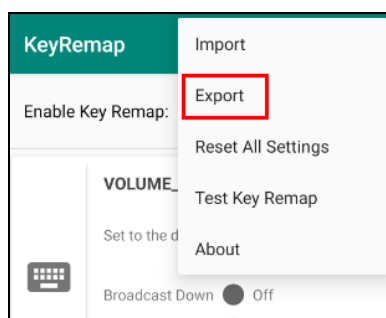 KeyRemap
Import
Export
Enable Key Remap:
Reset All Settings
VOLUME_
Test Key Remap
Set to the d
About
Broadcast Down Off